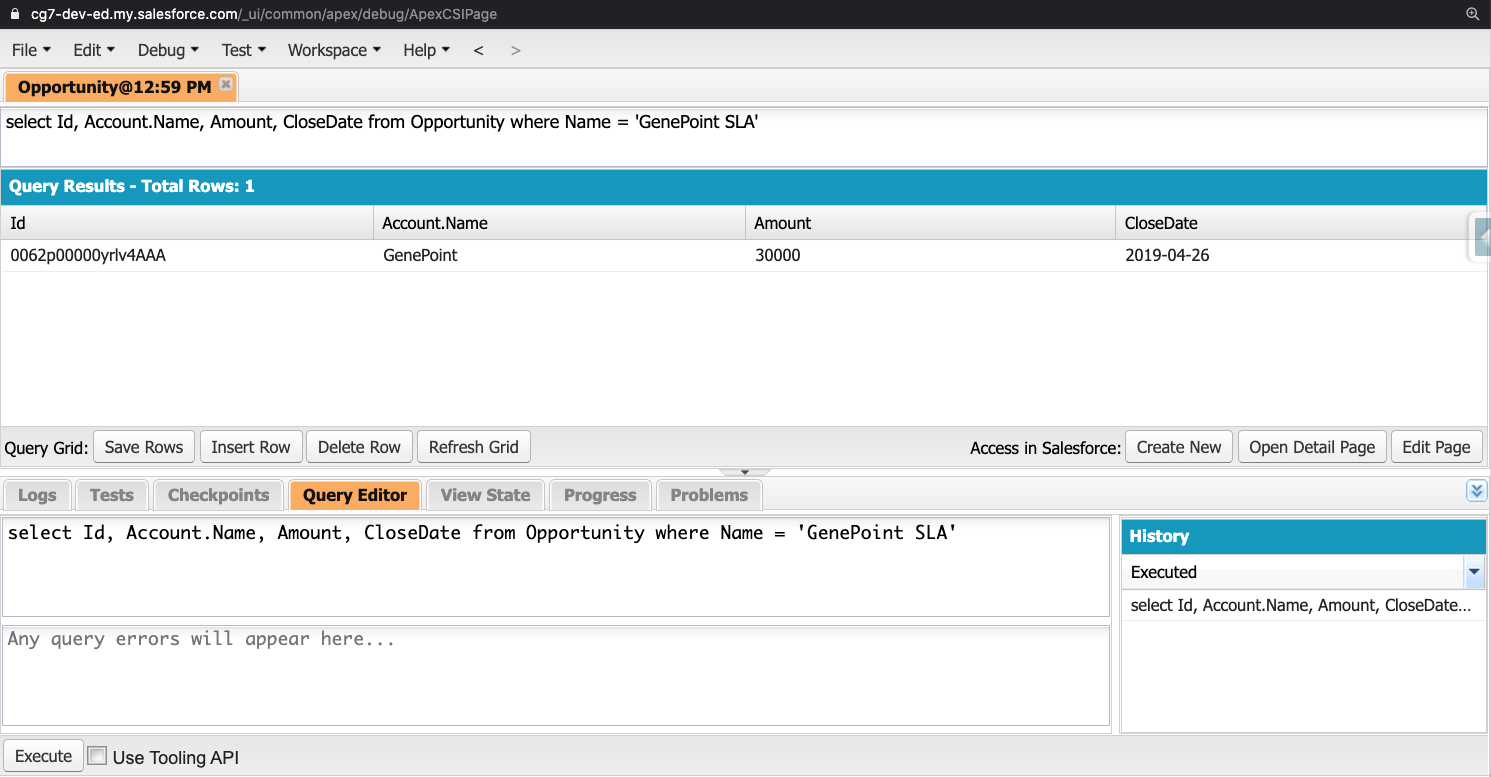 cg7-dev-ed.my.salesforce.com/_ui/common/apex/debug/ApexCSIPage
File Edit Debug Test Workspace Help < >
Opportunity@12:59 PM
select Id, Account.Name, Amount, CloseDate from Opportunity where Name = 'GenePoint SLA'
Query Results - Total Rows: 1
Id Account.Name Amount CloseDate
0062p00000yrlv4AAA GenePoint 30000 2019-04-26
Query Grid: Save Rows Insert Row Delete Row Refresh Grid Access in Salesforce: Create New Open Detail Page Edit Page
Logs Tests Checkpoints Query Editor View State Progress Problems
select Id, Account.Name, Amount, CloseDate from Opportunity where Name = 'GenePoint SLA'
Any query errors will appear here...
History
Executed
select Id, Account.Name, Amount, CloseDate...
Execute Use Tooling API